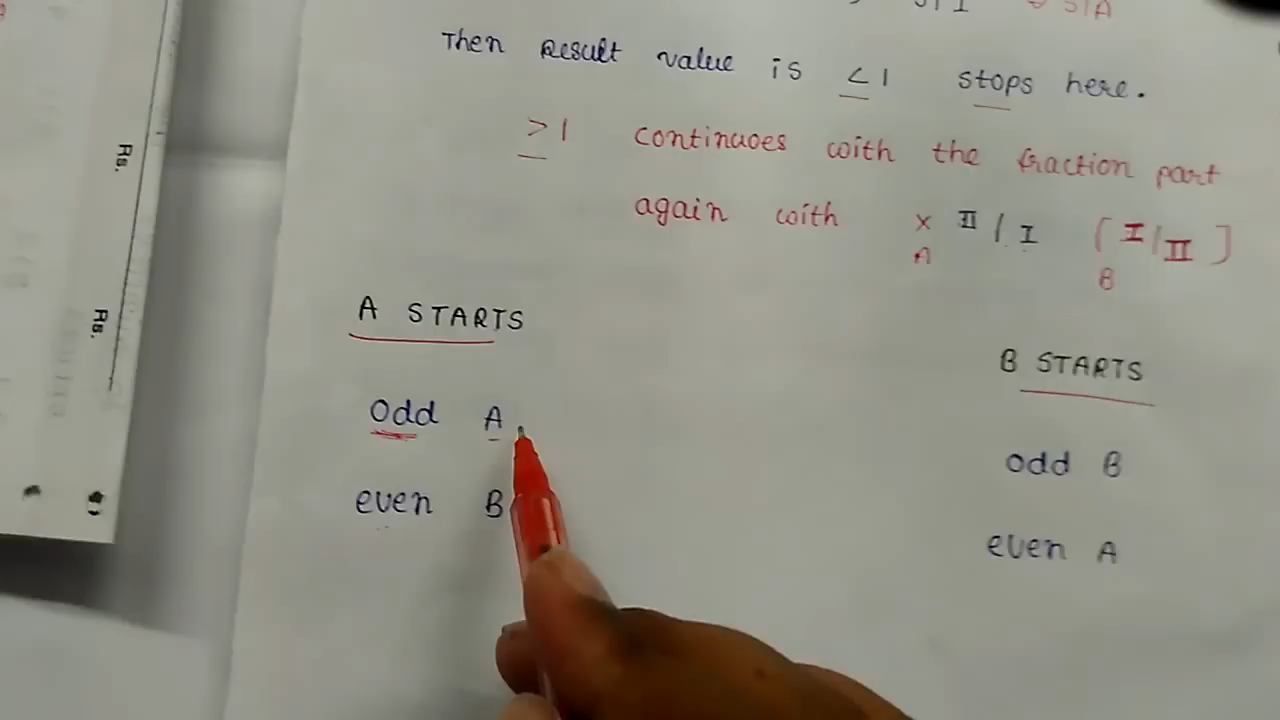 Then Result value is <1 stops here.
>1 continuoes with the fraction part
again with x II / I [I/II]
A B
A STARTS
B STARTS
Odd A
odd B
even B
even A
Rs.
Rs.